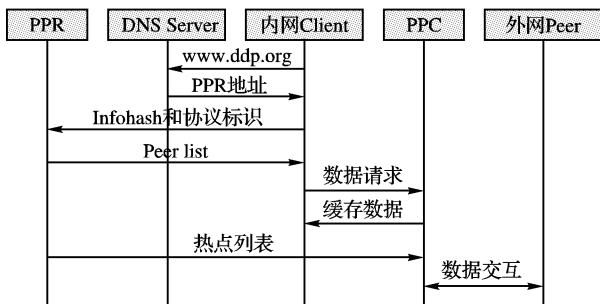 PPR DNS Server 内网Client PPC 外网Peer
www.ddp.org
PPR地址
Infohash和协议标识
Peer list
数据请求
缓存数据
热点列表
数据交互